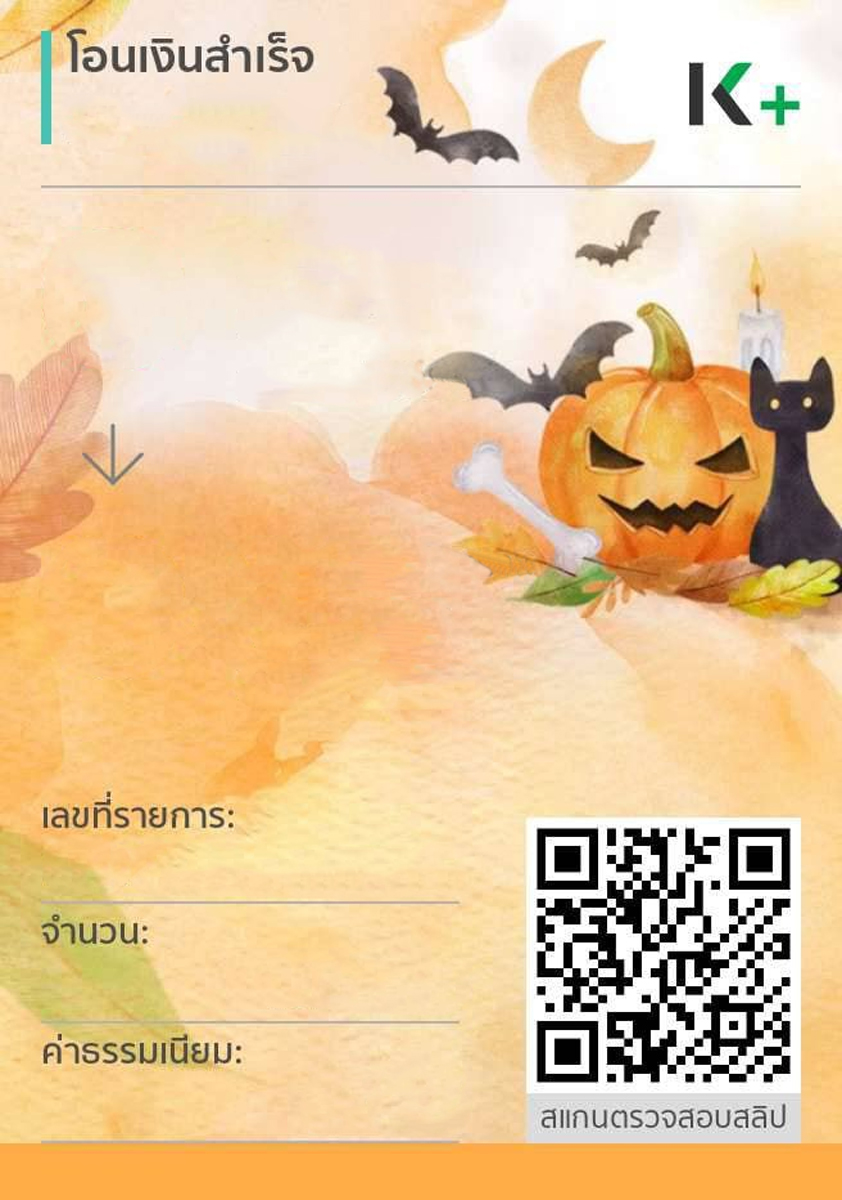 โอนเงินสำเร็จ
K+
เลขที่รายการ:
จำนวน:
ค่าธรรมเนียม:
สแกนตรวจสอบสลิป